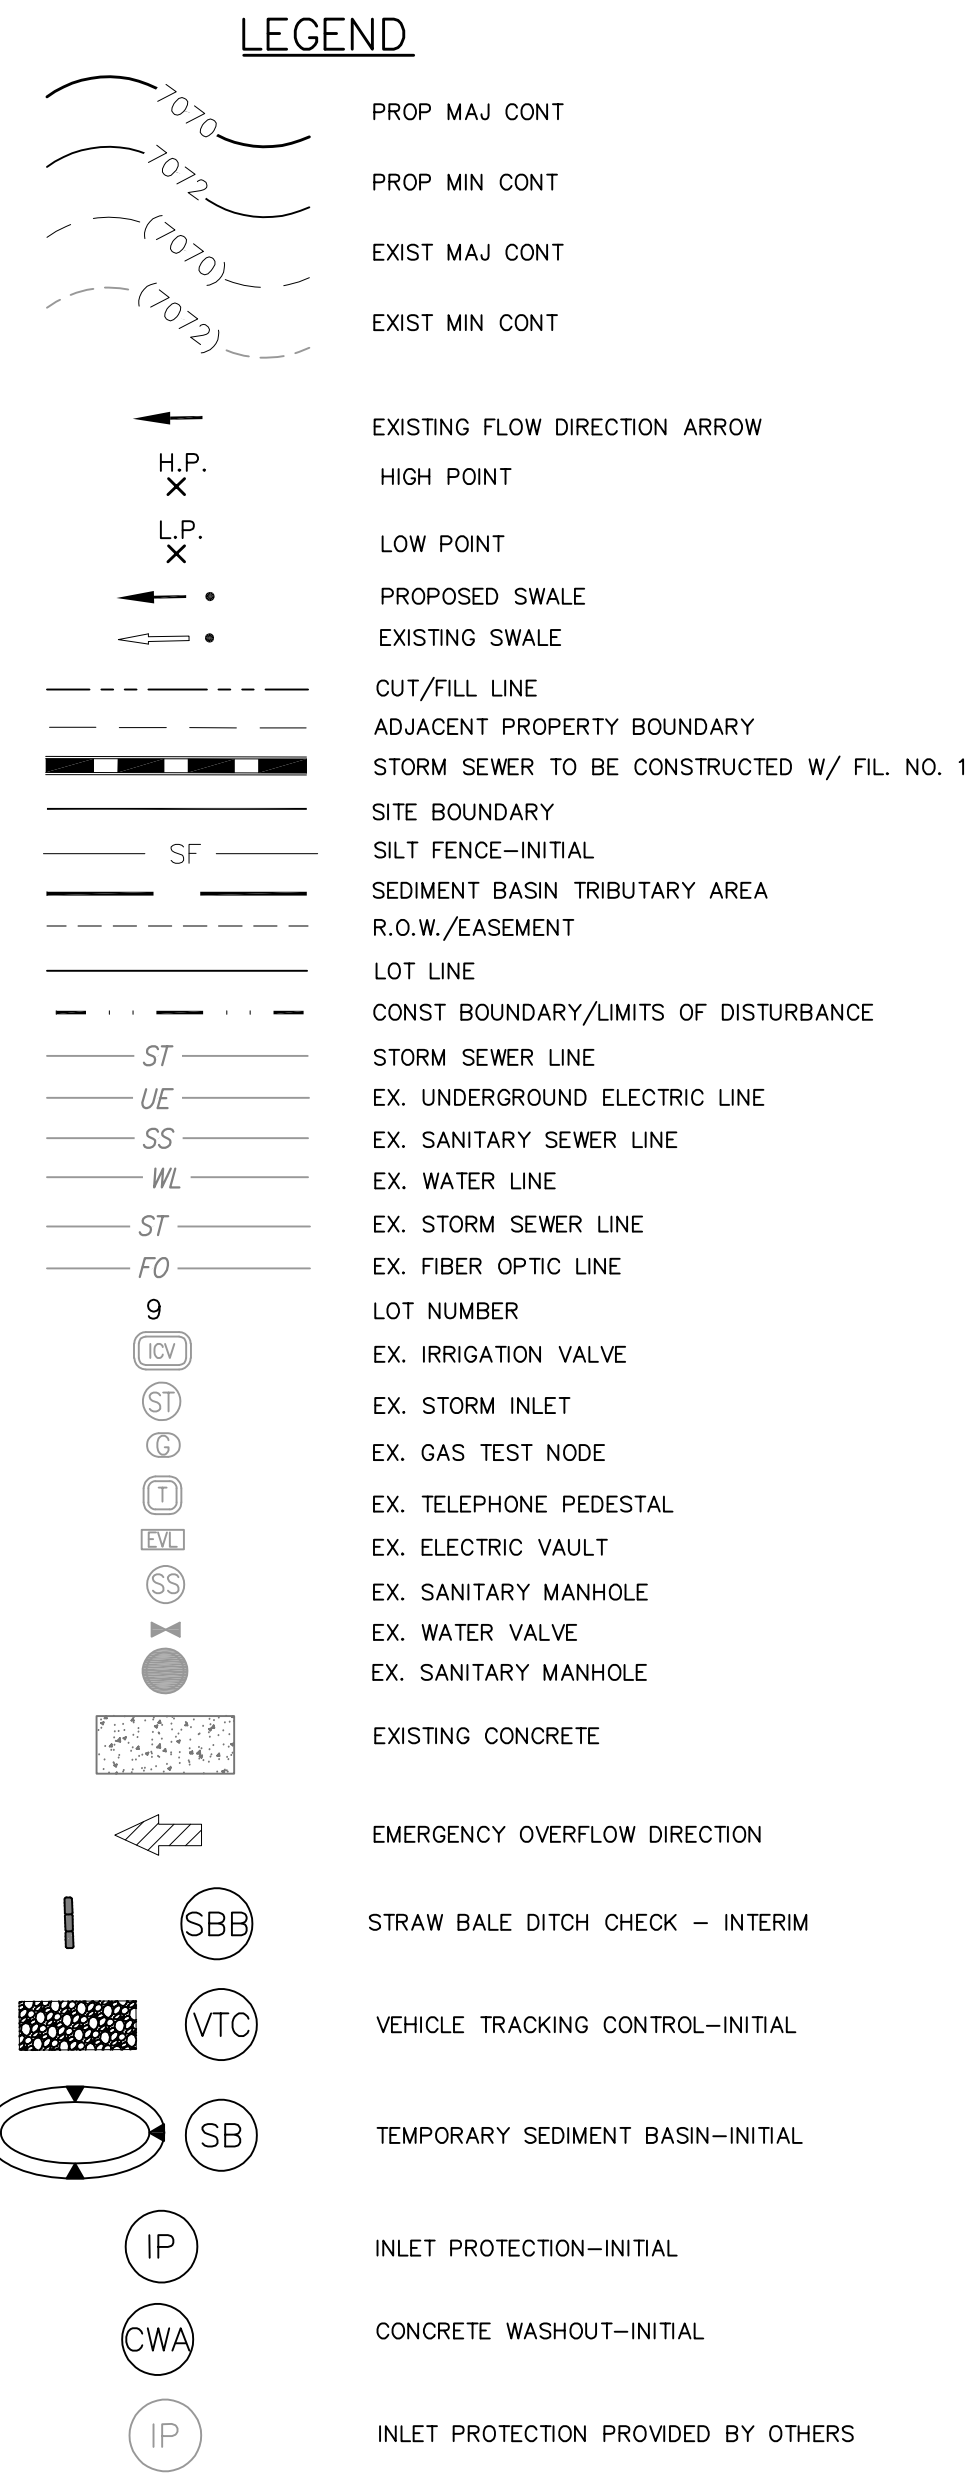 LEGEND
7070 PROP MAJ CONT
7072 PROP MIN CONT
(7070) EXIST MAJ CONT
(7072) EXIST MIN CONT
EXISTING FLOW DIRECTION ARROW
H.P. HIGH POINT
L.P. LOW POINT
PROPOSED SWALE
EXISTING SWALE
CUT/FILL LINE
ADJACENT PROPERTY BOUNDARY
STORM SEWER TO BE CONSTRUCTED W/ FIL. NO. 1
SITE BOUNDARY
SF SILT FENCE-INITIAL
SEDIMENT BASIN TRIBUTARY AREA
R.O.W./EASEMENT
LOT LINE
CONST BOUNDARY/LIMITS OF DISTURBANCE
ST STORM SEWER LINE
UE EX. UNDERGROUND ELECTRIC LINE
SS EX. SANITARY SEWER LINE
WL EX. WATER LINE
ST EX. STORM SEWER LINE
FO EX. FIBER OPTIC LINE
9 LOT NUMBER
ICV EX. IRRIGATION VALVE
ST EX. STORM INLET
G EX. GAS TEST NODE
T EX. TELEPHONE PEDESTAL
EVL EX. ELECTRIC VAULT
SS EX. SANITARY MANHOLE
EX. WATER VALVE
EX. SANITARY MANHOLE
EXISTING CONCRETE
EMERGENCY OVERFLOW DIRECTION
SBB STRAW BALE DITCH CHECK - INTERIM
VTC VEHICLE TRACKING CONTROL-INITIAL
SB TEMPORARY SEDIMENT BASIN-INITIAL
IP INLET PROTECTION-INITIAL
CWA CONCRETE WASHOUT-INITIAL
IP INLET PROTECTION PROVIDED BY OTHERS